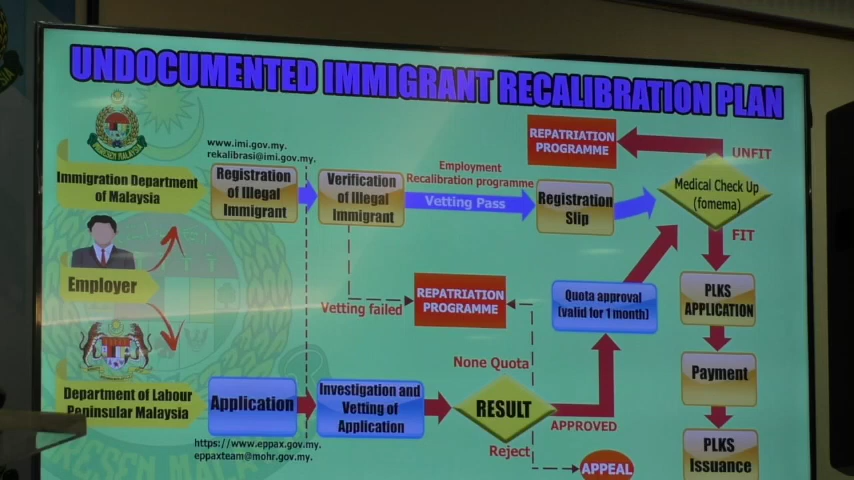 UNDOCUMENTED IMMIGRANT RECALIBRATION PLAN
PERSEN MALAYSIA
Immigration Department
of Malaysia
www.imi.gov.my.
rekalibrasi@imi.gov.my.
Registration
of Illegal
Immigrant
Verification
of Illegal
Immigrant
Employment
Recalibration programme
Vetting Pass
Registration
Slip
REPATRIATION
PROGRAMME
UNFIT
Medical Check Up
(fomema)
FIT
Employer
Vetting failed
REPATRIATION
PROGRAMME
Quota approval
(valid for 1 month)
PLKS
APPLICATION
Payment
PLKS
Issuance
Department of Labour
Peninsular Malaysia
Application
https://www.eppax.gov.my.
eppaxteam@mohr.gov.my.
Investigation and
Vetting of
Application
None Quota
RESULT
APPROVED
Reject
APPEAL